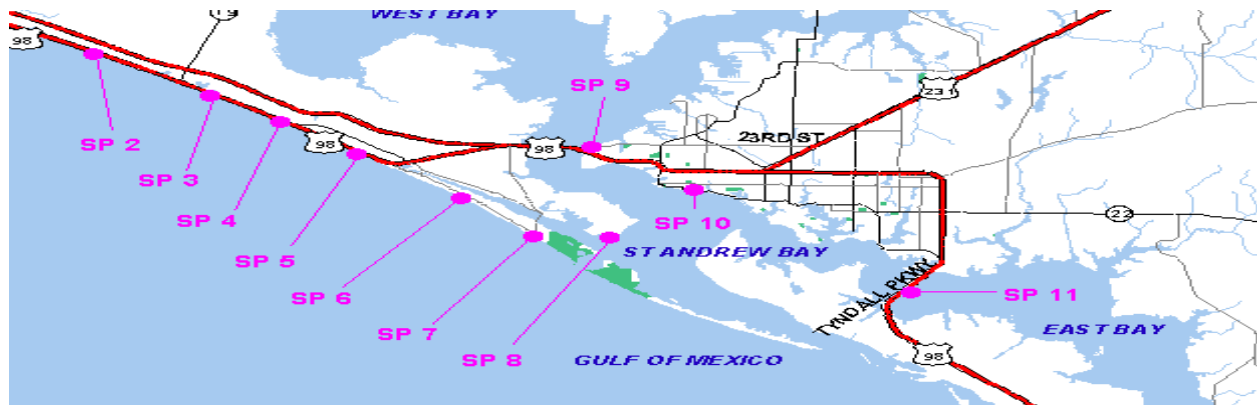 19
WEST BAY
98
SP 2
SP 9
231
23RD ST
98
98
SP 3
SP 4
22
SP 10
SP 5
ST ANDREW BAY
SP 6
TYNDALL PKWY
SP 11
SP 7
EAST BAY
SP 8
GULF OF MEXICO
98